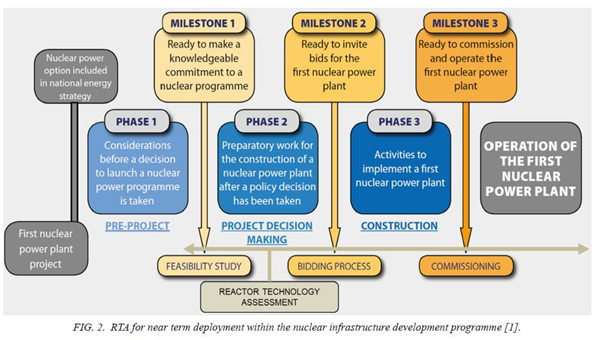 MILESTONE 1
Ready to make a
knowledgeable
commitment to a
nuclear programme
MILESTONE 2
Ready to invite
bids for the
first nuclear power
plant
MILESTONE 3
Ready to commission
and operate the
first nuclear power
plant
Nuclear power
option included
in national energy
strategy
PHASE 1
Considerations
before a decision
to launch a nuclear
power programme
is taken
PRE-PROJECT
PHASE 2
Preparatory work for
the construction of a
nuclear power plant
after a policy decision
has been taken
PROJECT DECISION
MAKING
PHASE 3
Activities to
implement a first
nuclear power plant
CONSTRUCTION
OPERATION OF
THE FIRST
NUCLEAR
POWER PLANT
First nuclear
power plant
project
FEASIBILITY STUDY
BIDDING PROCESS
COMMISSIONING
REACTOR TECHNOLOGY
ASSESSMENT
FIG. 2. RTA for near term deployment within the nuclear infrastructure development programme [1].